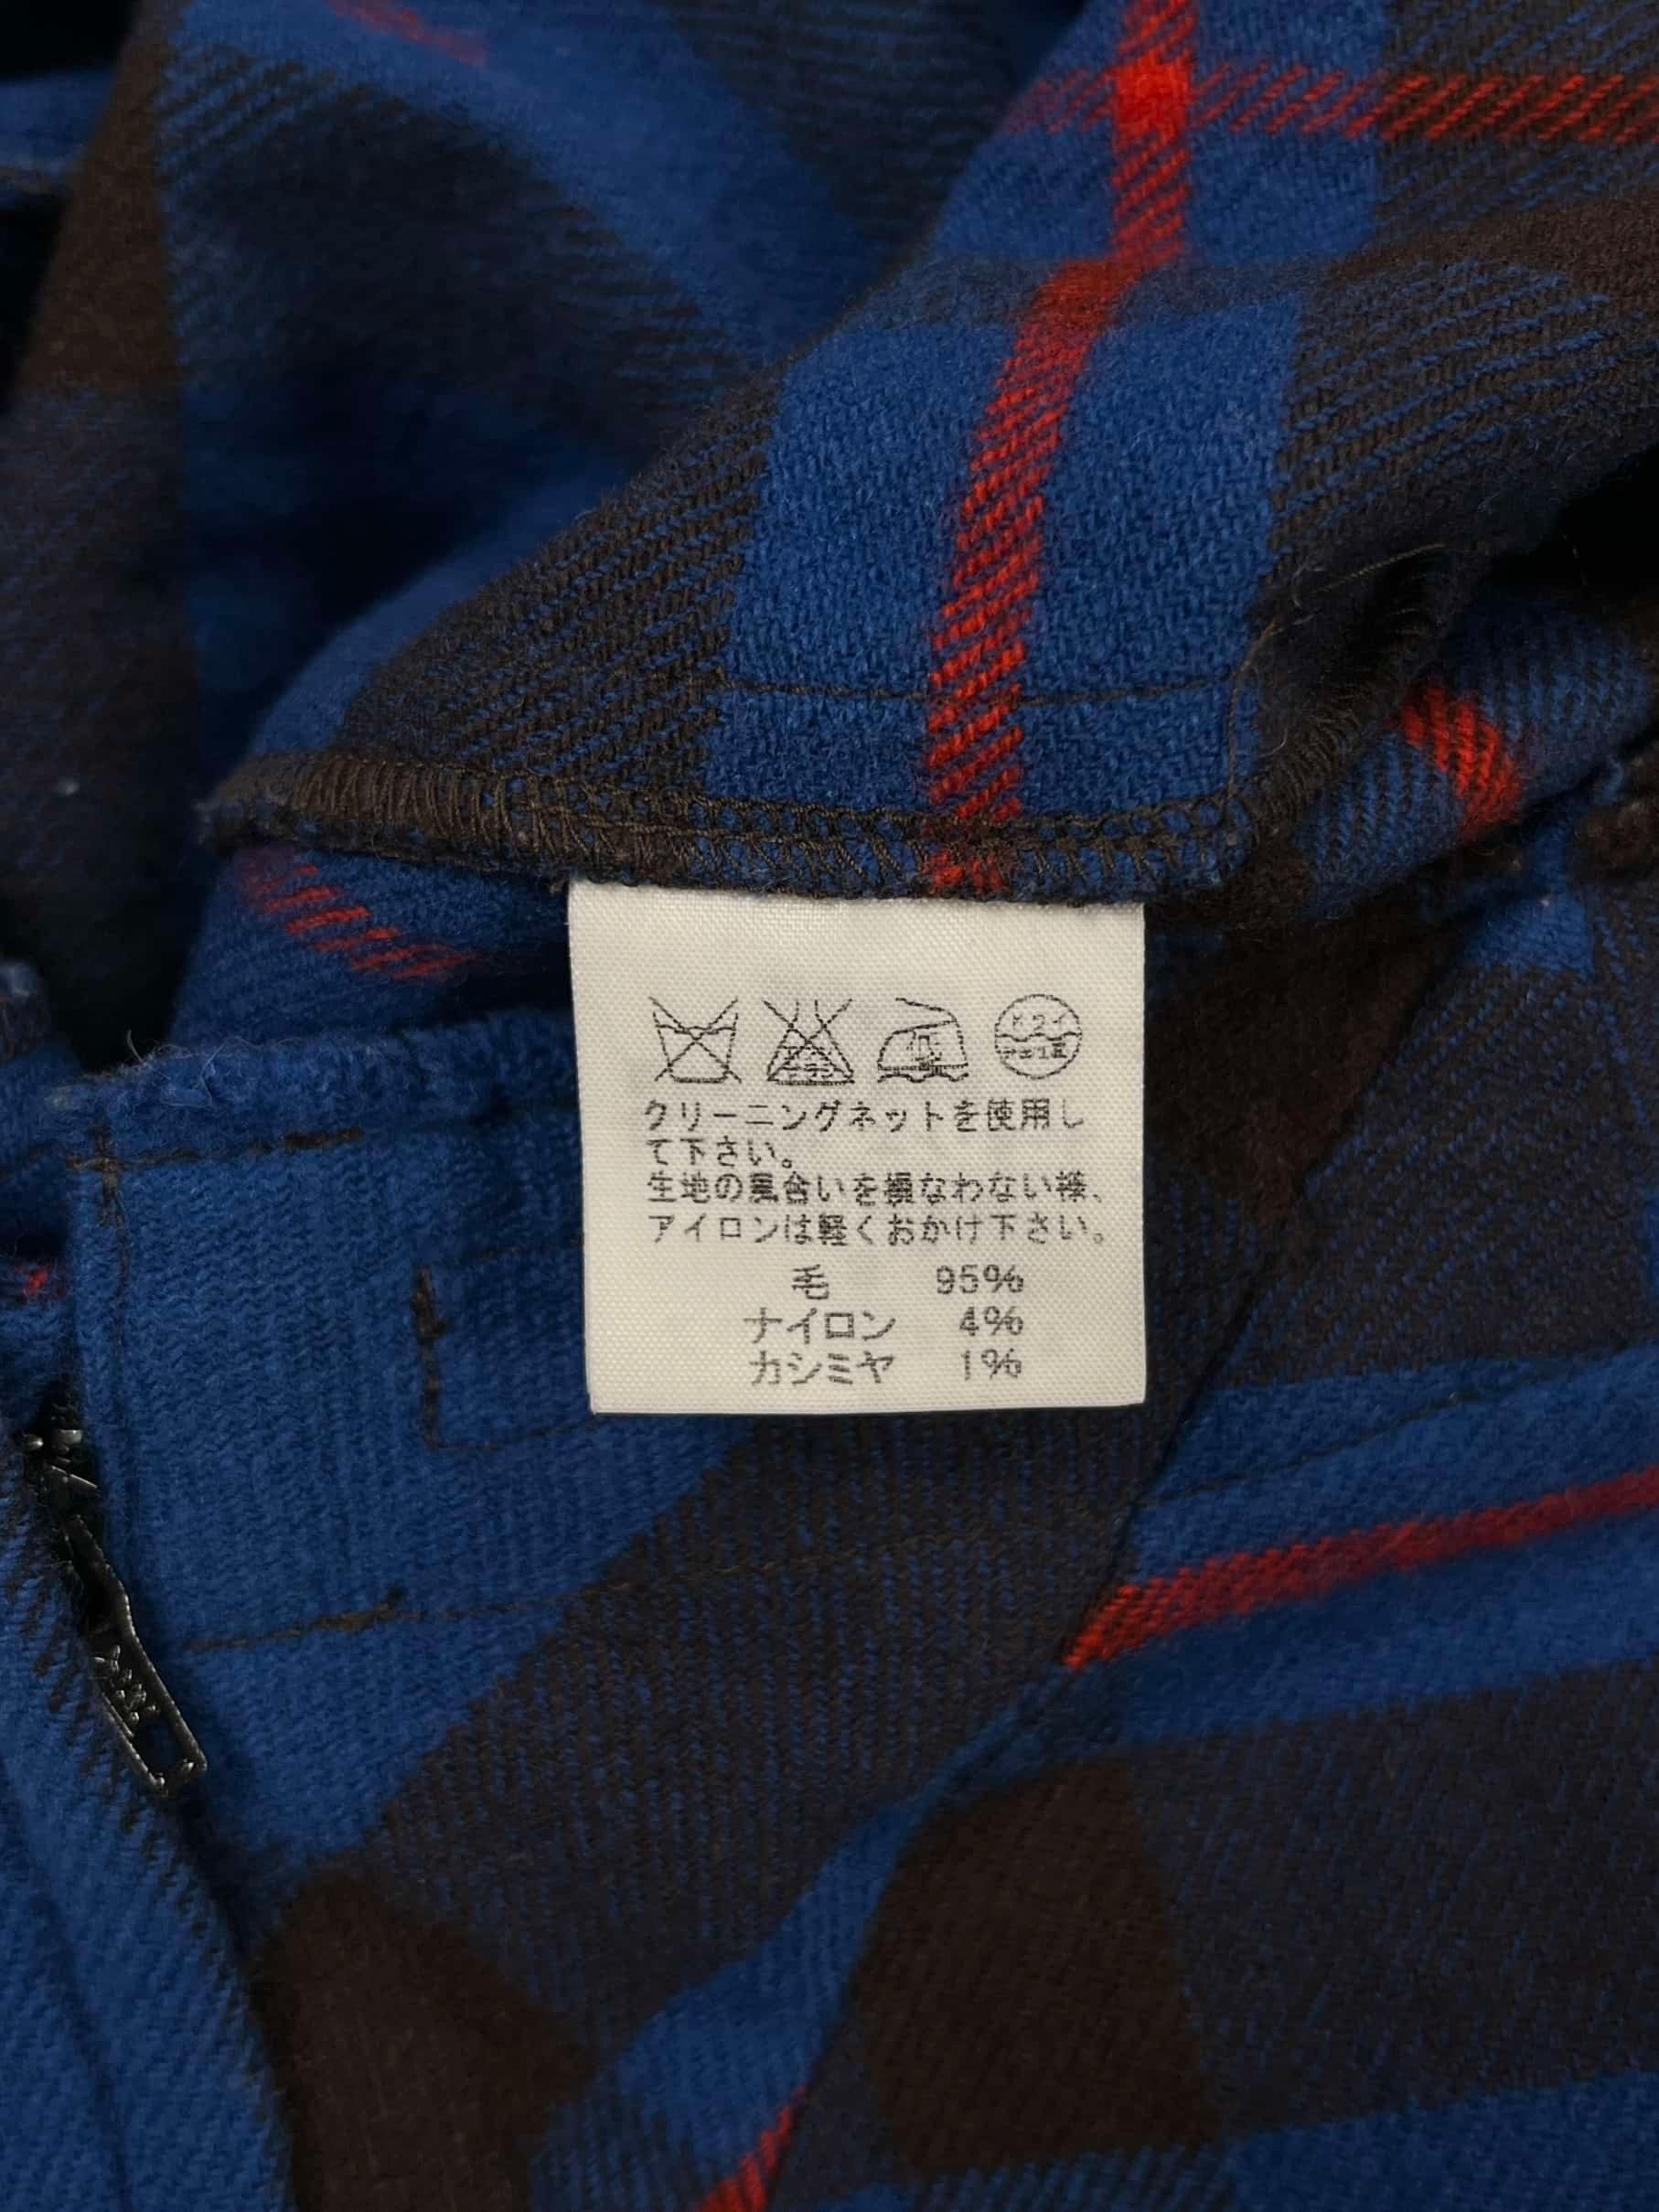 クリーニングネットを使用し
て下さい。
生地の風合いを損なわない様、
アイロンは軽くおかけ下さい。
毛 95%
ナイロン 4%
カシミヤ 1%